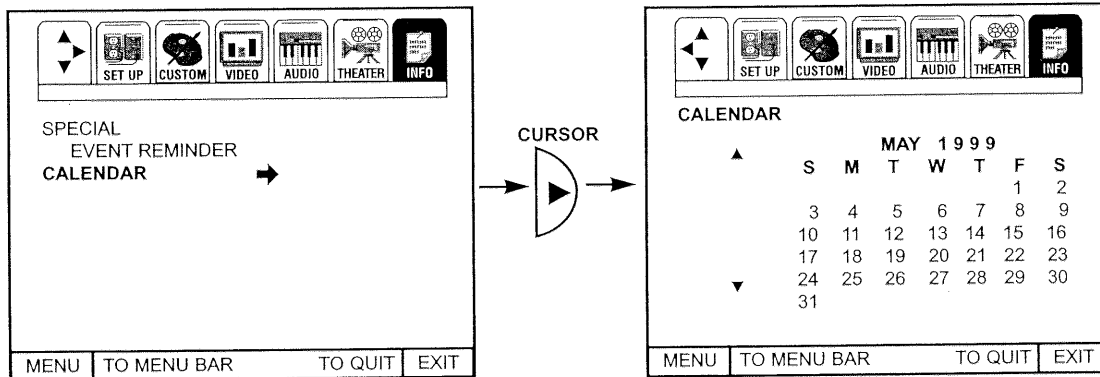 SET UP CUSTOM VIDEO AUDIO THEATER INFO
SPECIAL
EVENT REMINDER
CALENDAR
MENU TO MENU BAR TO QUIT EXIT
CURSOR
SET UP CUSTOM VIDEO AUDIO THEATER INFO
CALENDAR
MAY 1999
S M T W T F S
1 2
3 4 5 6 7 8 9
10 11 12 13 14 15 16
17 18 19 20 21 22 23
24 25 26 27 28 29 30
31
MENU TO MENU BAR TO QUIT EXIT